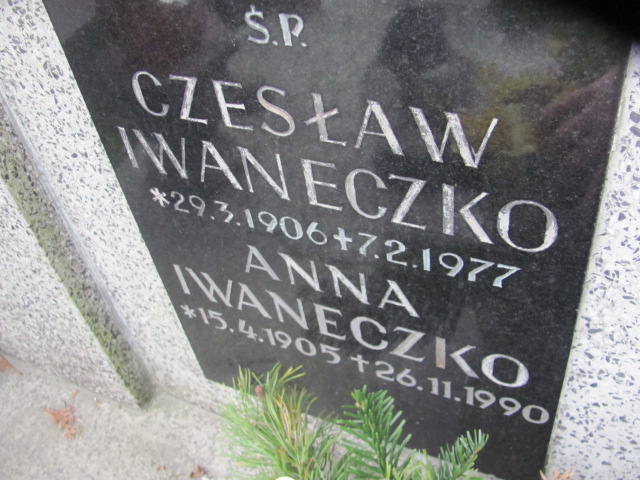 Ś.P.
CZESŁAW
IWANECZKO
*29.3.1906 +7.2.1977
ANNA
IWANECZKO
*15.4.1905 +26.11.1990